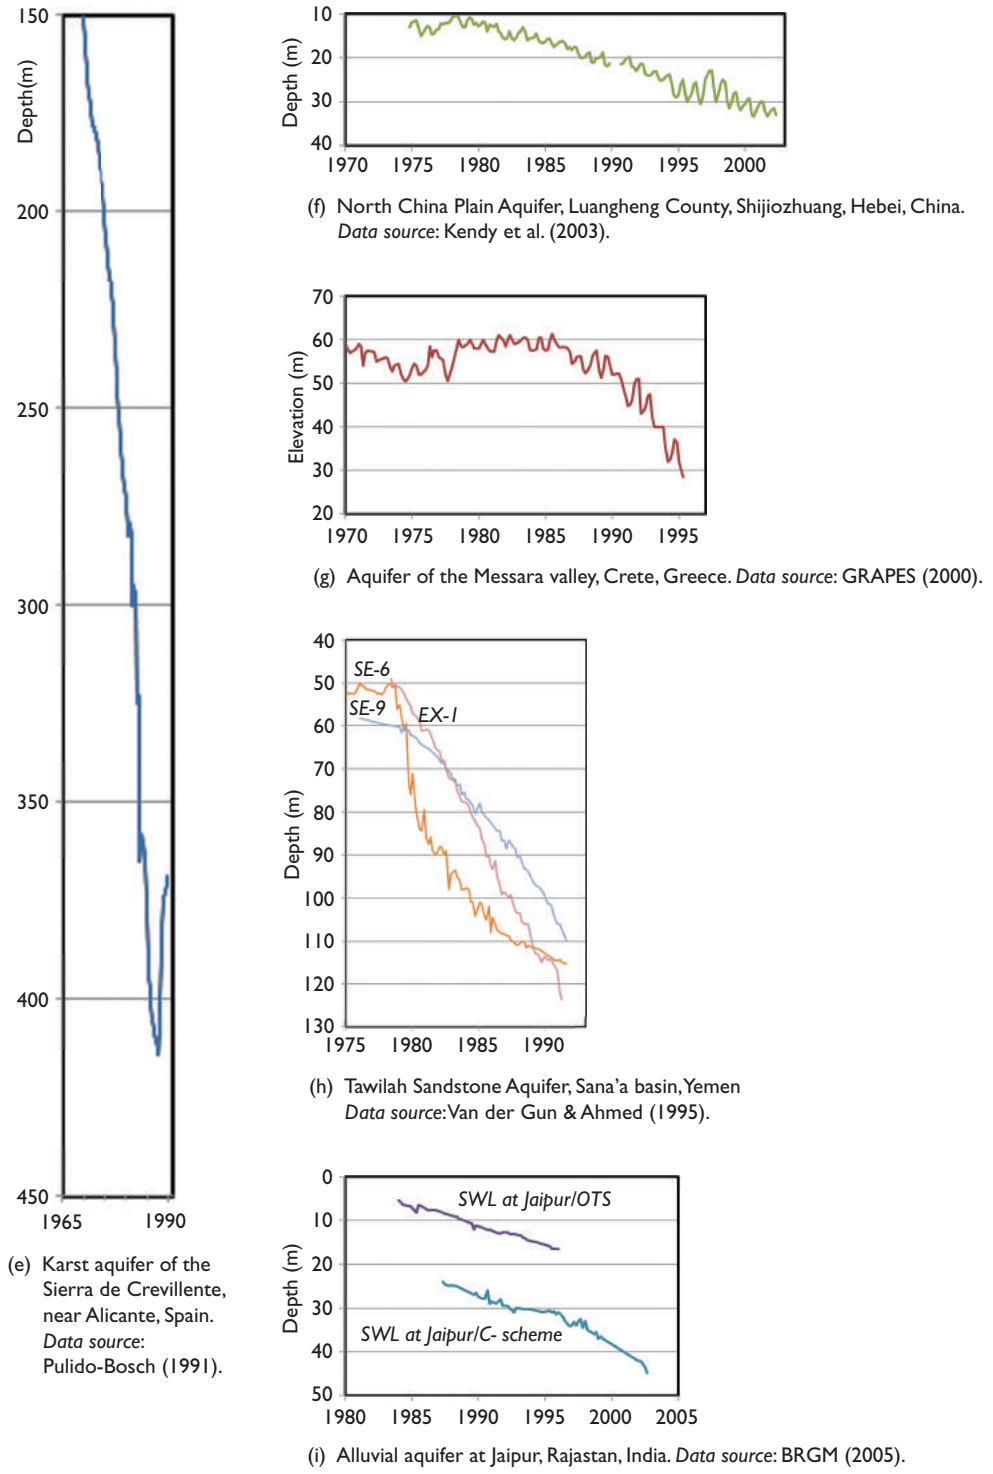 150
200
250
300
350
400
450
Depth(m)
1965 1990
(e) Karst aquifer of the
Sierra de Crevillente,
near Alicante, Spain.
Data source:
Pulido-Bosch (1991).
10
20
30
40
Depth (m)
1970 1975 1980 1985 1990 1995 2000
(f) North China Plain Aquifer, Luangheng County, Shijiozhuang, Hebei, China.
Data source: Kendy et al. (2003).
70
60
50
40
30
20
Elevation (m)
1970 1975 1980 1985 1990 1995
(g) Aquifer of the Messara valley, Crete, Greece. Data source: GRAPES (2000).
40
50
60
70
80
90
100
110
120
130
Depth (m)
SE-6
SE-9
EX-1
1975 1980 1985 1990
(h) Tawilah Sandstone Aquifer, Sana'a basin, Yemen
Data source: Van der Gun & Ahmed (1995).
0
10
20
30
40
50
Depth (m)
SWL at Jaipur/OTS
SWL at Jaipur/C- scheme
1980 1985 1990 1995 2000 2005
(i) Alluvial aquifer at Jaipur, Rajastan, India. Data source: BRGM (2005).